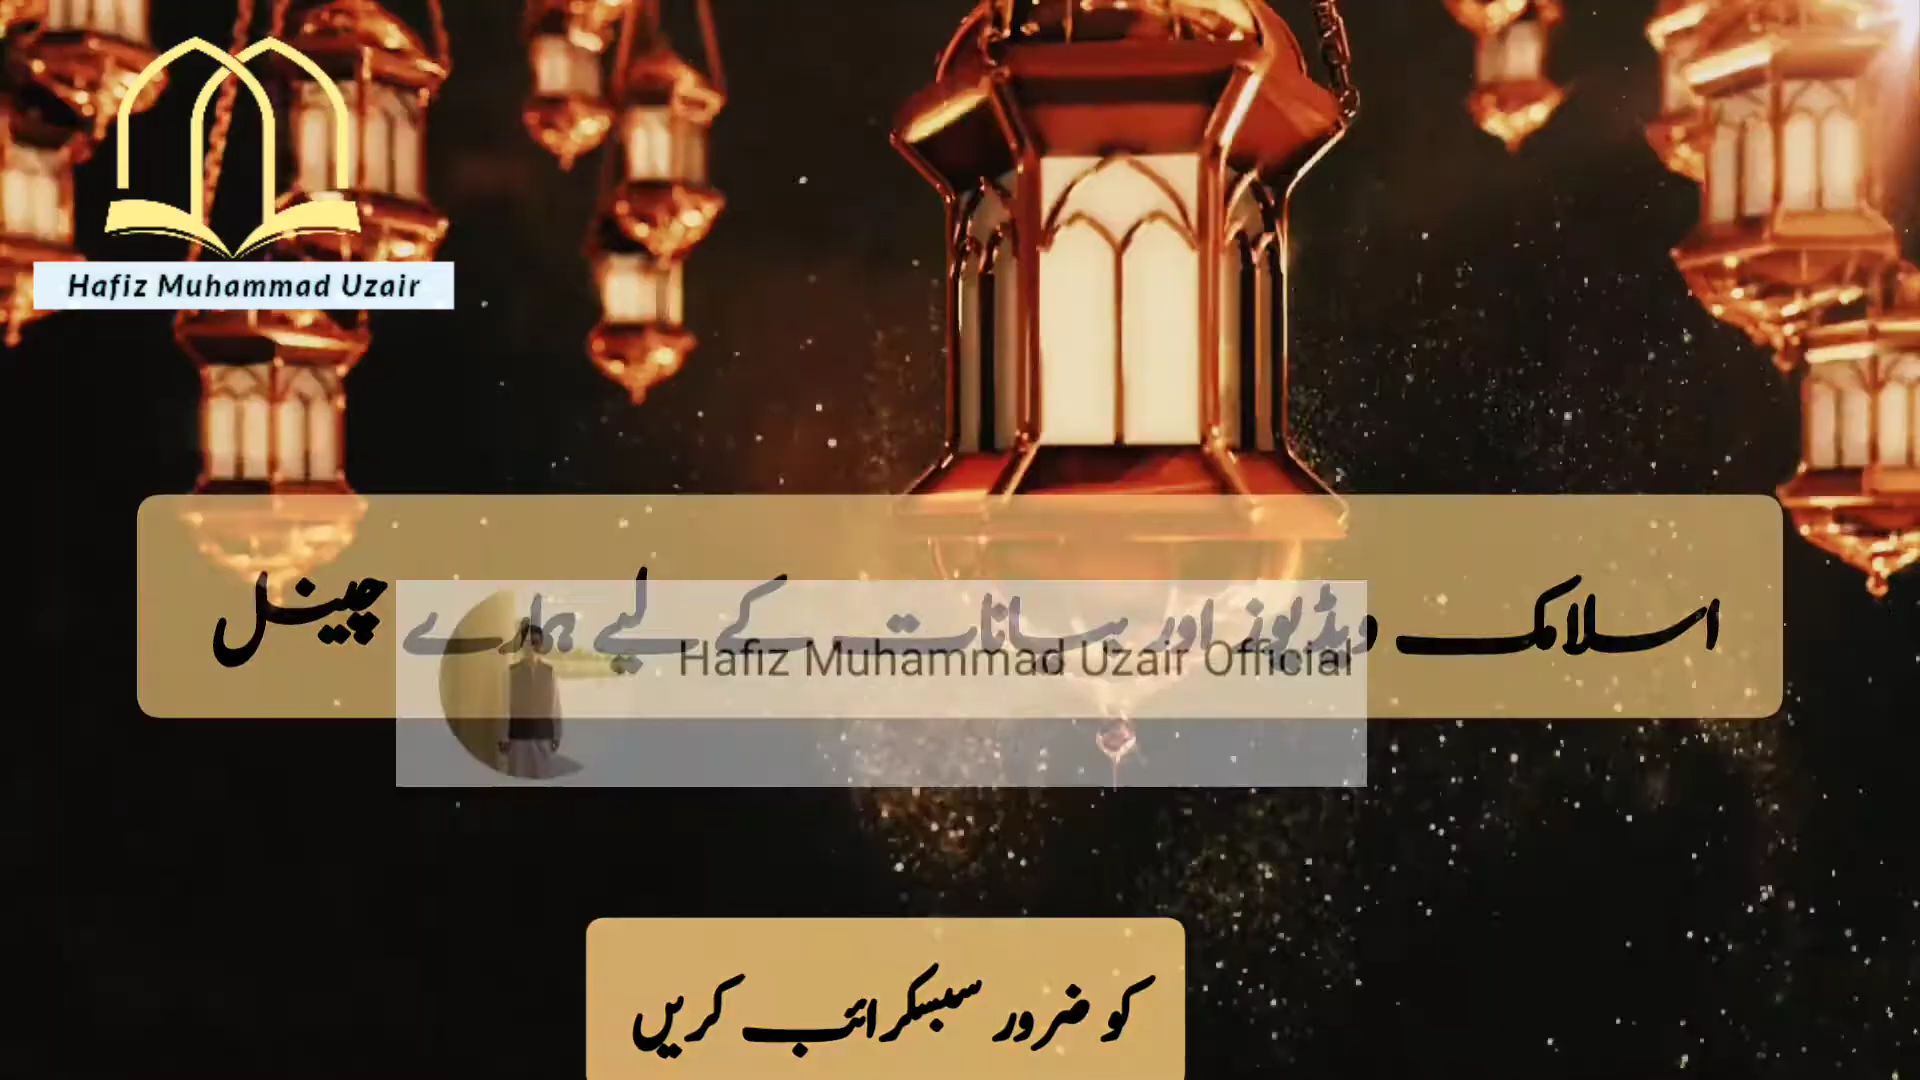 Hafiz Muhammad Uzair
اسلامک ویڈیوز اور بیانات کے لیے ہمارے چینل
Hafiz Muhammad Uzair Official
کو ضرور سبسکرائب کریں